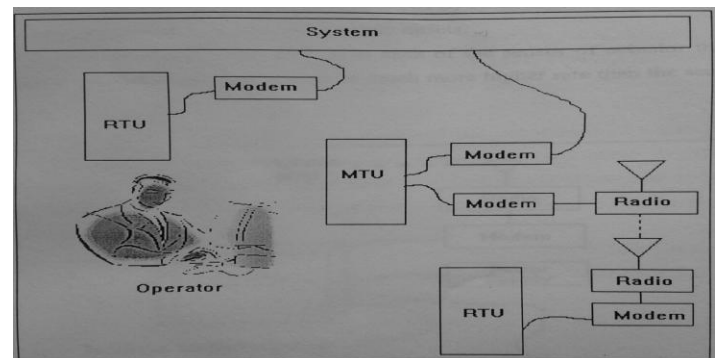 System
Modem
RTU
Modem
MTU
Modem
Radio
Operator
Radio
RTU
Modem